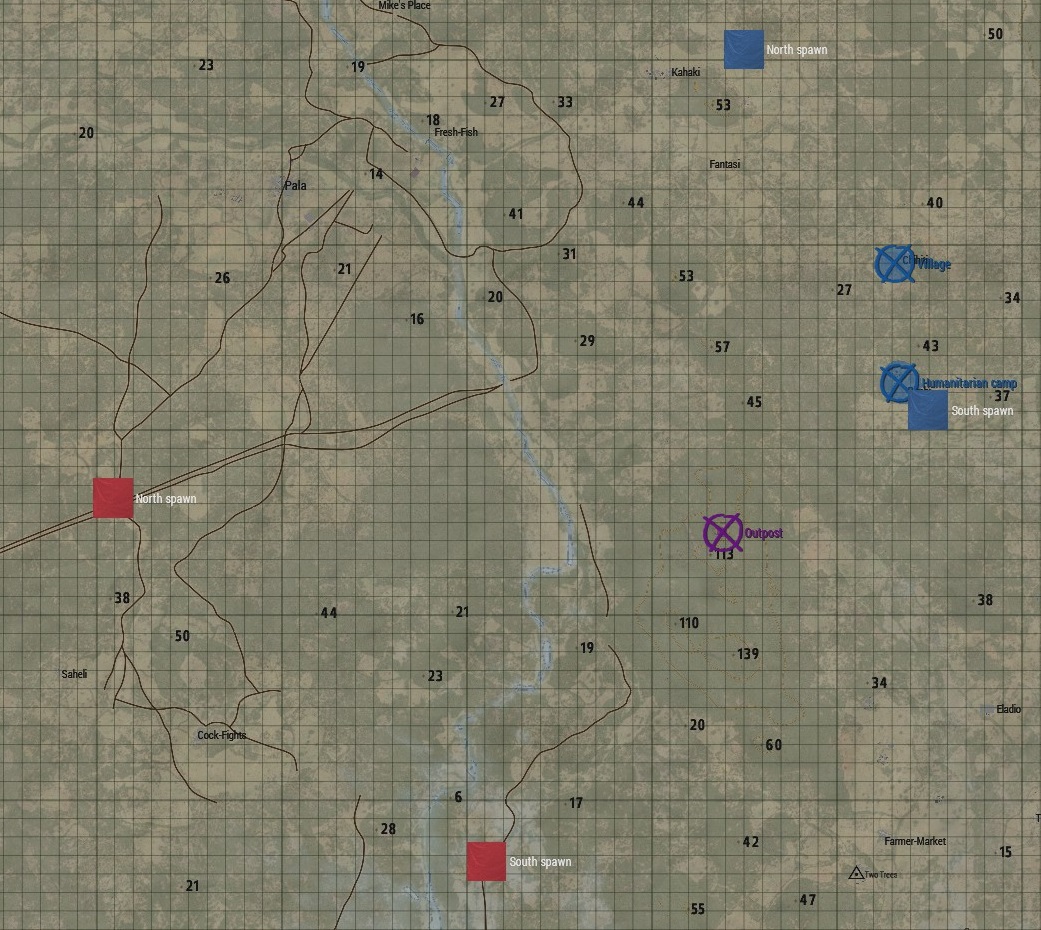 Mike's Place
50
North spawn
23
19
Kahaki
27
33
53
18
20
Fresh-Fish
Fantasi
14
Pala
44
40
41
31
Village
21
26
53
27
20
34
16
29
57
43
Humanitarian camp
37
45
South spawn
North spawn
Outpost
113
38
38
44
21
110
50
19
139
Saheli
23
34
Eladio
20
Cock-Fights
60
6
17
T
28
42
Farmer-Market
15
South spawn
Two Trees
21
47
55